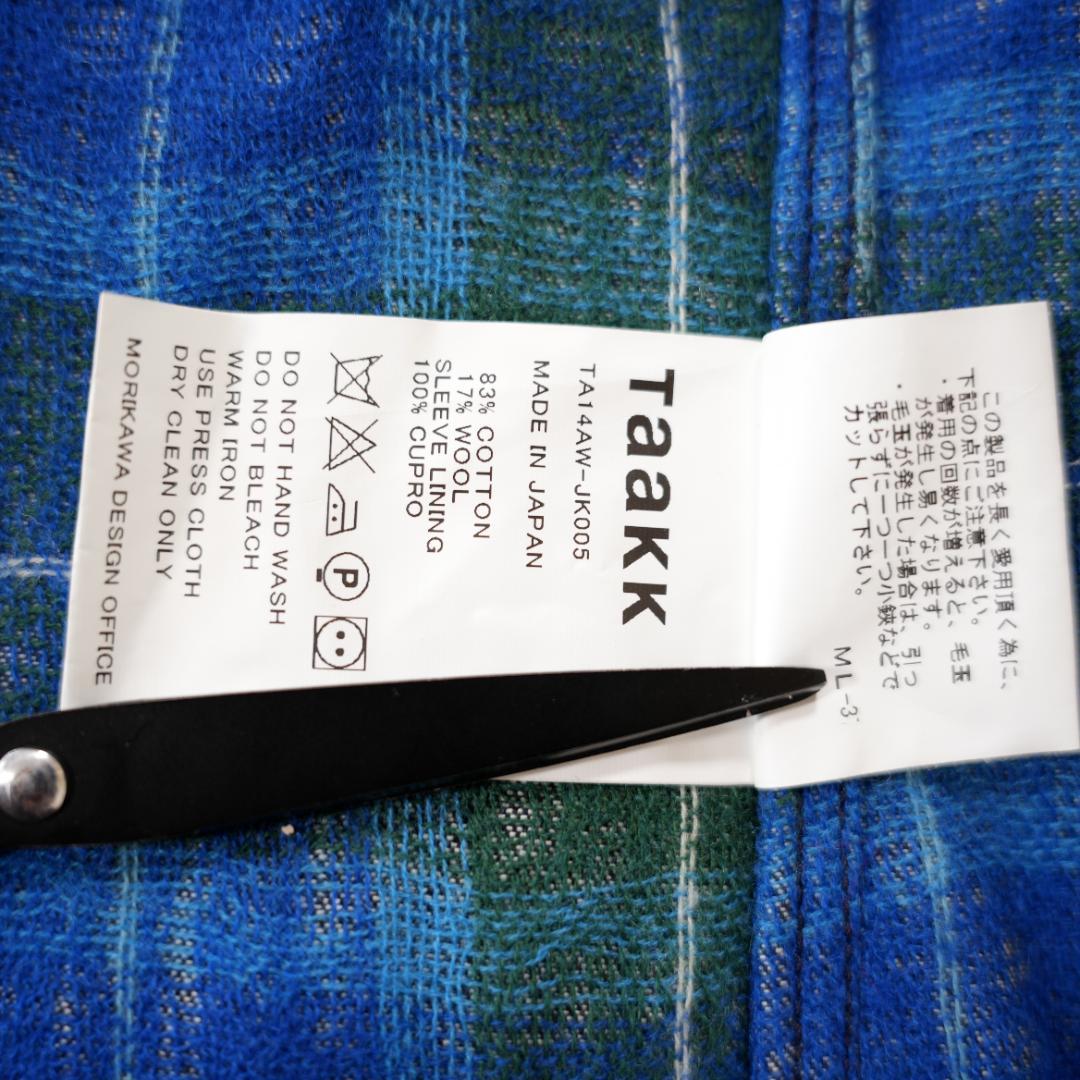 Taakk
TA14AW-JK005
MADE IN JAPAN
83% COTTON
17% WOOL
SLEEVE LINING
100% CUPRO
P
DO NOT HAND WASH
DO NOT BLEACH
WARM IRON
USE PRESS CLOTH
DRY CLEAN ONLY
MORIKAWA DESIGN OFFICE
この製品を長く愛用頂く為に、
下記の点にご注意下さい。
・着用の回数が増えると、毛玉
が発生し易くなります。
・毛玉が発生した場合は、引っ
張らずに一つ一つ小鋏などで
カットして下さい。
ML-3